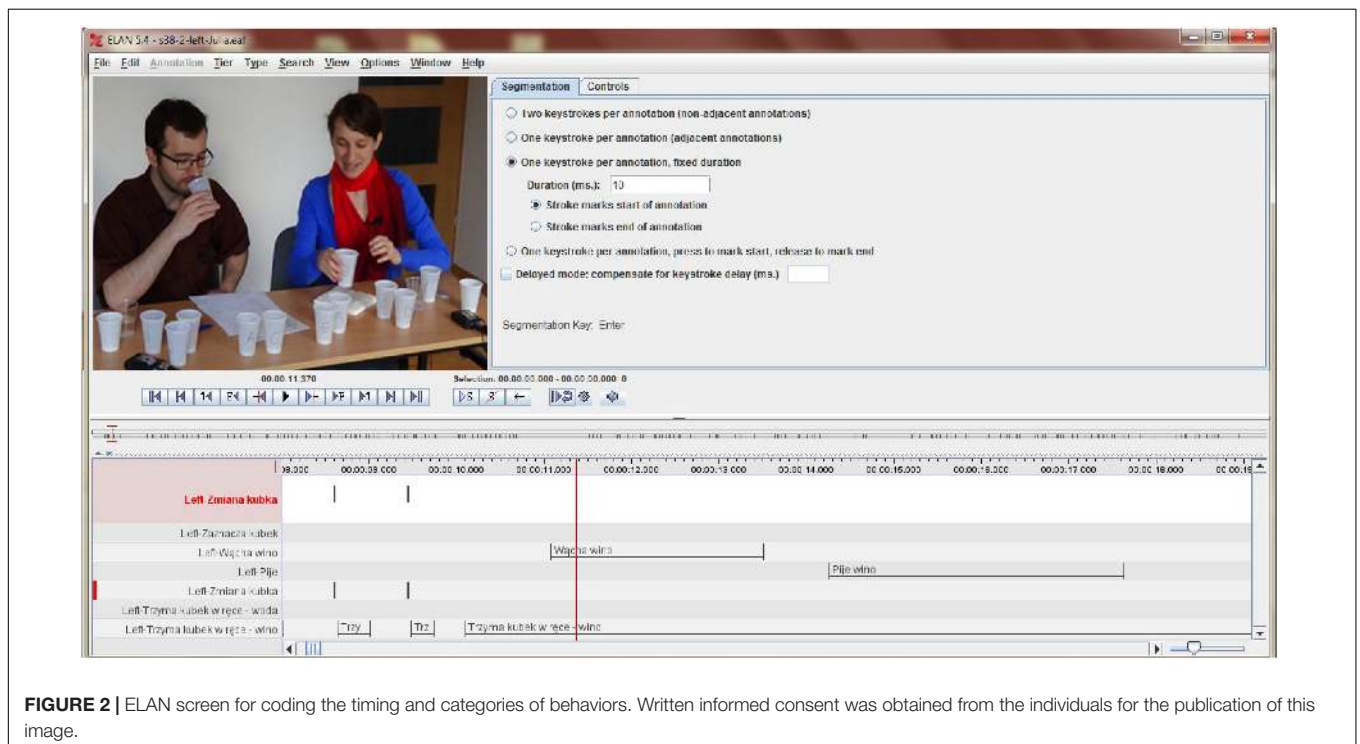 ELAN 5.4 - s38-2-left-Julia.eaf
File Edit Annotation Tier Type Search View Options Window Help
Segmentation Controls
Two keystrokes per annotation (non-adjacent annotations)
One keystroke per annotation (adjacent annotations)
One keystroke per annotation, fixed duration
Duration (ms.): 10
Stroke marks start of annotation
Stroke marks end of annotation
One keystroke per annotation, press to mark start, release to mark end
Delayed mode: compensate for keystroke delay (ms.)
Segmentation Key: Enter
00:00:11.370 Selection: 00:00:00.000 - 00:00:00.000 0
00:00:09.000 00:00:10.000 00:00:11.000 00:00:12.000 00:00:13.000 00:00:14.000 00:00:15.000 00:00:16.000 00:00:17.000 00:00:18.000
Left-Zmiana kubka
Left-Zaznacza kubek
Left-Wącha wino Wącha wino
Left-Pije Pije wino
Left-Zmiana kubka
Left-Trzyma kubek w ręce - woda
Left-Trzyma kubek w ręce - wino Trzy Trz Trzyma kubek w ręce - wino
FIGURE 2 | ELAN screen for coding the timing and categories of behaviors. Written informed consent was obtained from the individuals for the publication of this
image.